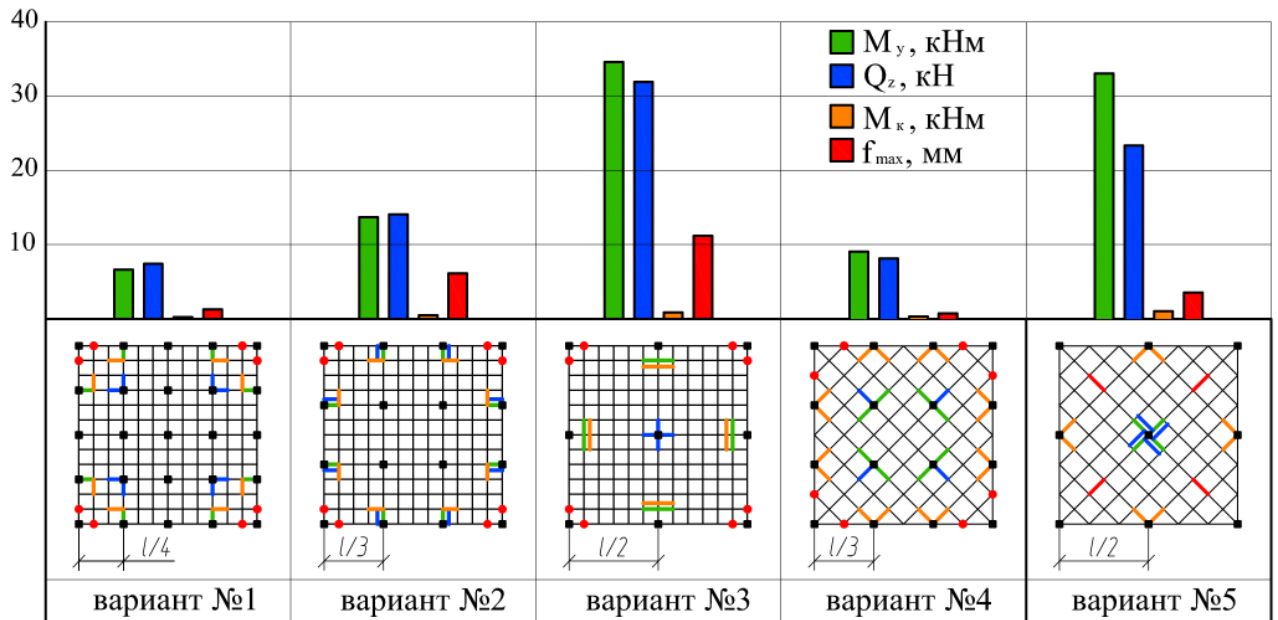 40
30
20
10
M y, кНм
Q z, кН
M к, кНм
f max, мм
l/4
l/3
l/2
l/3
l/2
вариант №1
вариант №2
вариант №3
вариант №4
вариант №5